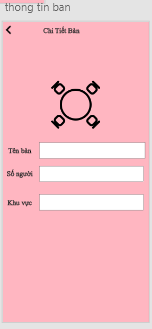 thong tin ban
Chi Tiết Bàn
Tên bàn
Số người
Khu vực